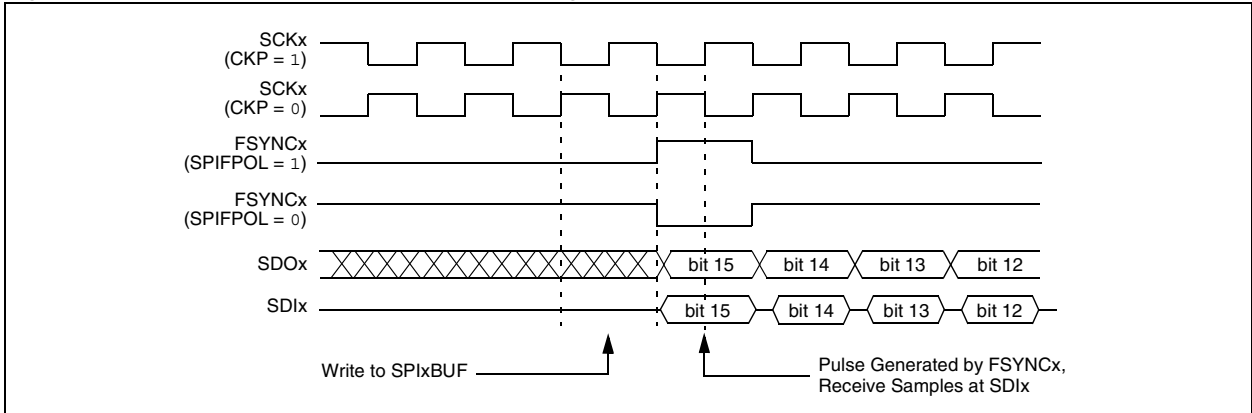 SCKx
(CKP = 1)
SCKx
(CKP = 0)
FSYNCx
(SPIFPOL = 1)
FSYNCx
(SPIFPOL = 0)
SDOx
bit 15
bit 14
bit 13
bit 12
SDIx
bit 15
bit 14
bit 13
bit 12
Write to SPIxBUF
Pulse Generated by FSYNCx,
Receive Samples at SDIx